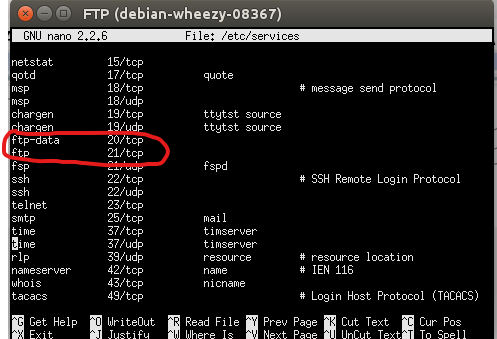 FTP (debian-wheezy-08367)
GNU nano 2.2.6 File: /etc/services
netstat 15/tcp
qotd 17/tcp quote
msp 18/tcp # message send protocol
msp 18/udp
chargen 19/tcp ttytst source
chargen 19/udp ttytst source
ftp-data 20/tcp
ftp 21/tcp
fsp 21/udp fspd
ssh 22/tcp # SSH Remote Login Protocol
ssh 22/udp
telnet 23/tcp
smtp 25/tcp mail
time 37/tcp timserver
time 37/udp timserver
rlp 39/udp resource # resource location
nameserver 42/tcp name # IEN 116
whois 43/tcp nicname
tacacs 49/tcp # Login Host Protocol (TACACS)
^G Get Help ^O WriteOut ^R Read File ^Y Prev Page ^K Cut Text ^C Cur Pos
^X Exit ^J Justify ^W Where Is ^V Next Page ^U UnCut Text ^T To Spell